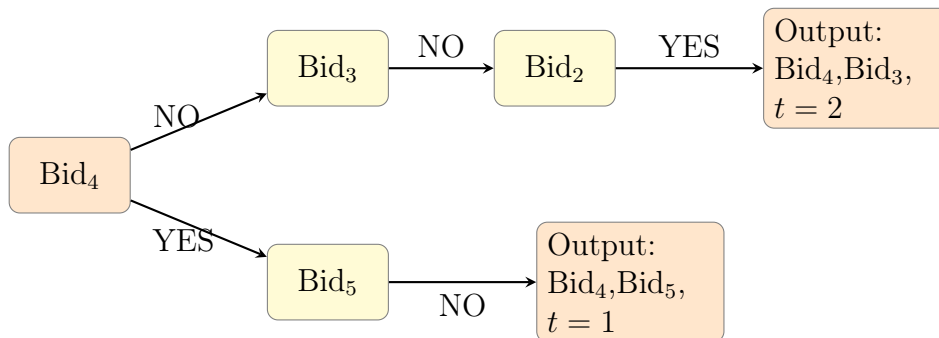 Bid₃
NO
Bid₂
YES
Output:
Bid₄,Bid₃,
t = 2
NO
Bid₄
YES
Bid₅
NO
Output:
Bid₄,Bid₅,
t = 1